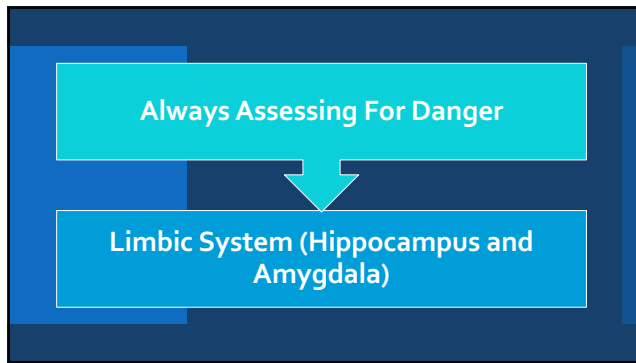 Always Assessing For Danger
Limbic System (Hippocampus and
Amygdala)